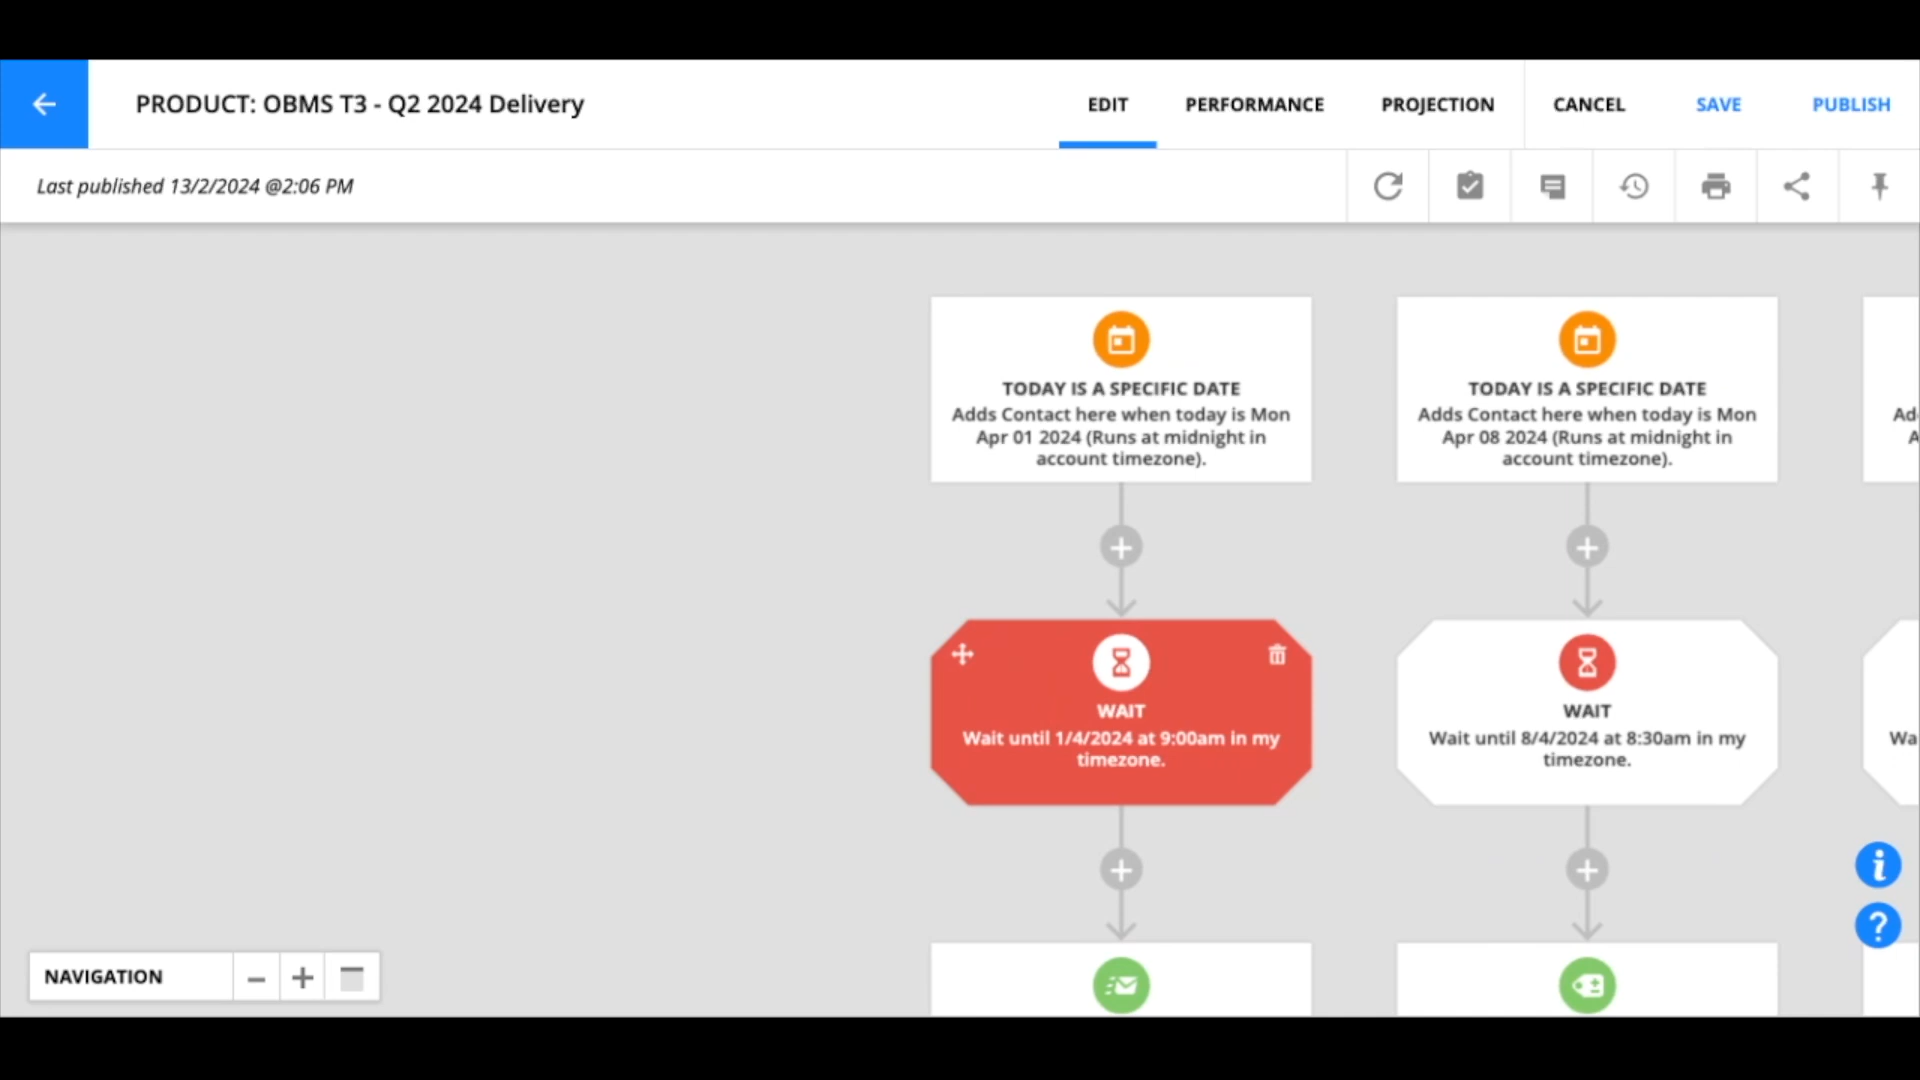 PRODUCT: OBMS T3 - Q2 2024 Delivery
EDIT
PERFORMANCE
PROJECTION
CANCEL
SAVE
PUBLISH
Last published 13/2/2024 @2:06 PM
TODAY IS A SPECIFIC DATE
Adds Contact here when today is Mon
Apr 01 2024 (Runs at midnight in
account timezone).
TODAY IS A SPECIFIC DATE
Adds Contact here when today is Mon
Apr 08 2024 (Runs at midnight in
account timezone).
WAIT
Wait until 1/4/2024 at 9:00am in my
timezone.
WAIT
Wait until 8/4/2024 at 8:30am in my
timezone.
NAVIGATION